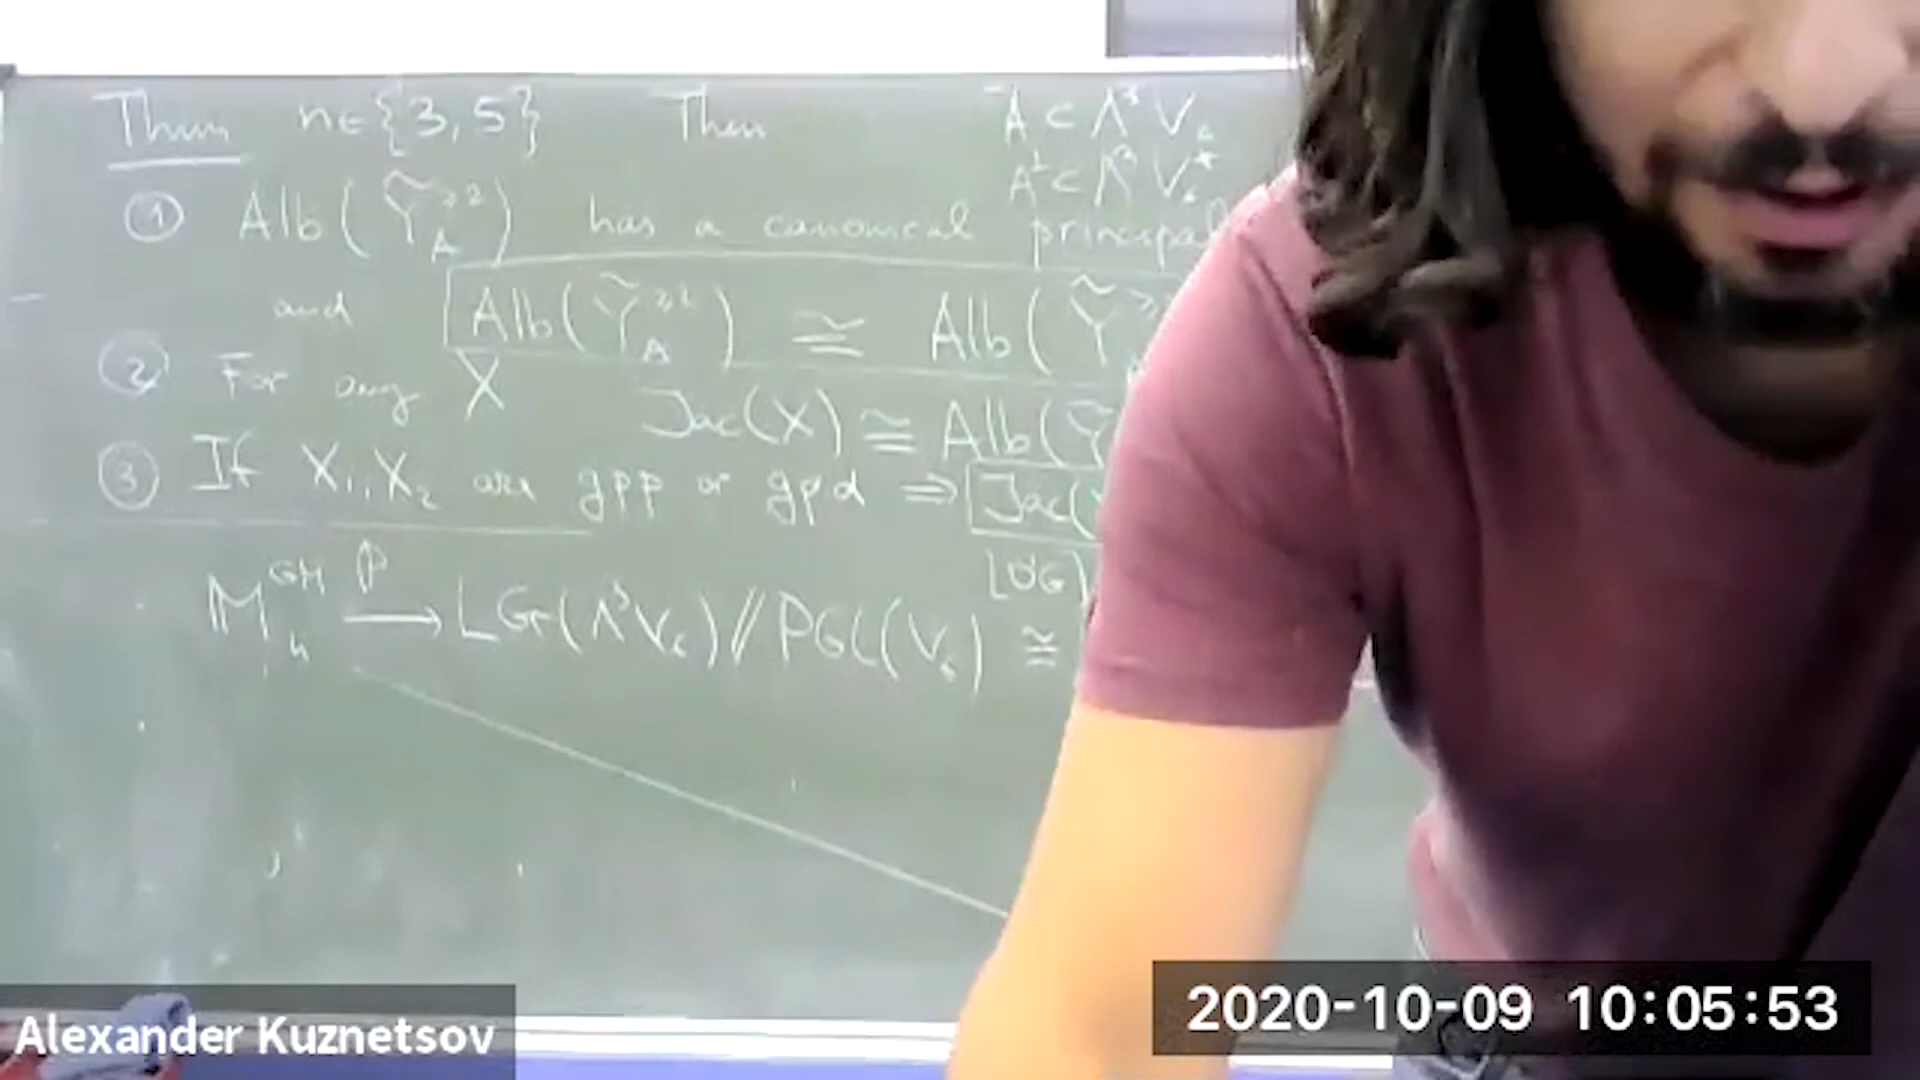 Thm n∈{3,5} Then A ⊂ Λ³V₆
A^⊥ ⊂ Λ³V₆*
① Alb(Ỹ_A^{≥2}) has a canonical principal
and Alb(Ỹ_A^{≥2}) ≅ Alb(Ỹ
② For any X Jac(X) ≅ Alb(Ỹ
③ If X₁, X₂ are gpp or gpd ⇒ Jac(
[O'G]
M_n^{GM} 𝔭→ LGr(Λ³V₆)//PGL(V₆) ≅
Alexander Kuznetsov
2020-10-09 10:05:53